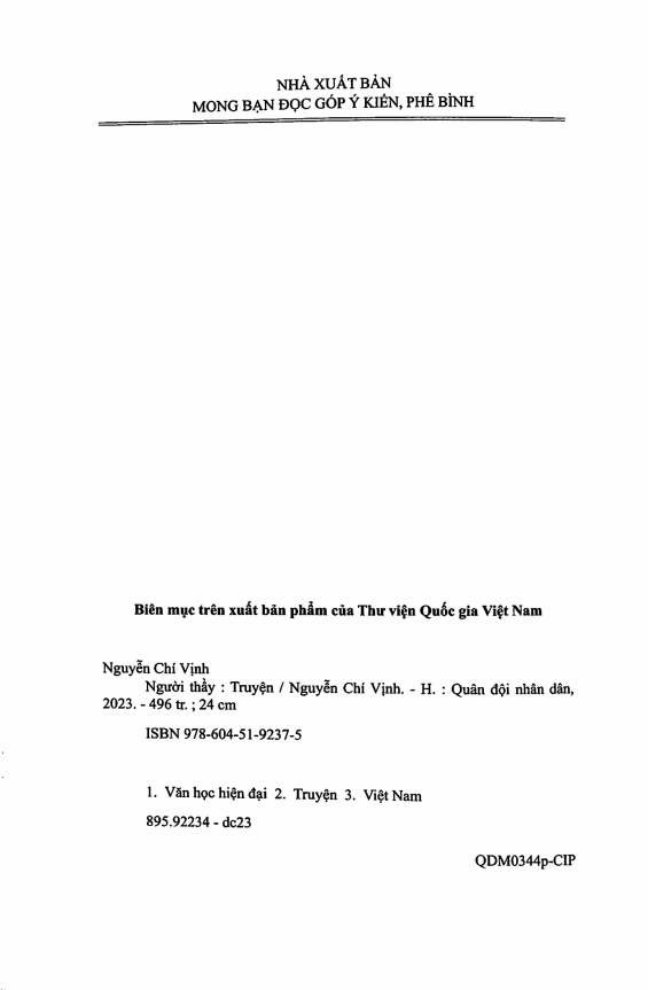 NHÀ XUẤT BẢN
MONG BẠN ĐỌC GÓP Ý KIẾN, PHÊ BÌNH
Biên mục trên xuất bản phẩm của Thư viện Quốc gia Việt Nam
Nguyễn Chí Vịnh
Người thầy : Truyện / Nguyễn Chí Vịnh. - H. : Quân đội nhân dân,
2023. - 496 tr. ; 24 cm
ISBN 978-604-51-9237-5
1. Văn học hiện đại 2. Truyện 3. Việt Nam
895.92234 - dc23
QDM0344p-CIP